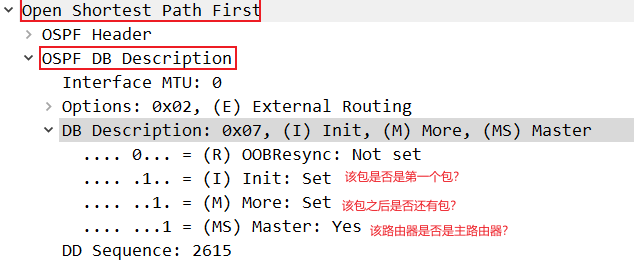 Open Shortest Path First
OSPF Header
OSPF DB Description
Interface MTU: 0
Options: 0x02, (E) External Routing
DB Description: 0x07, (I) Init, (M) More, (MS) Master
.... 0... = (R) OOBResync: Not set
.... .1.. = (I) Init: Set 该包是否是第一个包?
.... ..1. = (M) More: Set 该包之后是否还有包?
.... ...1 = (MS) Master: Yes 该路由器是否是主路由器?
DD Sequence: 2615